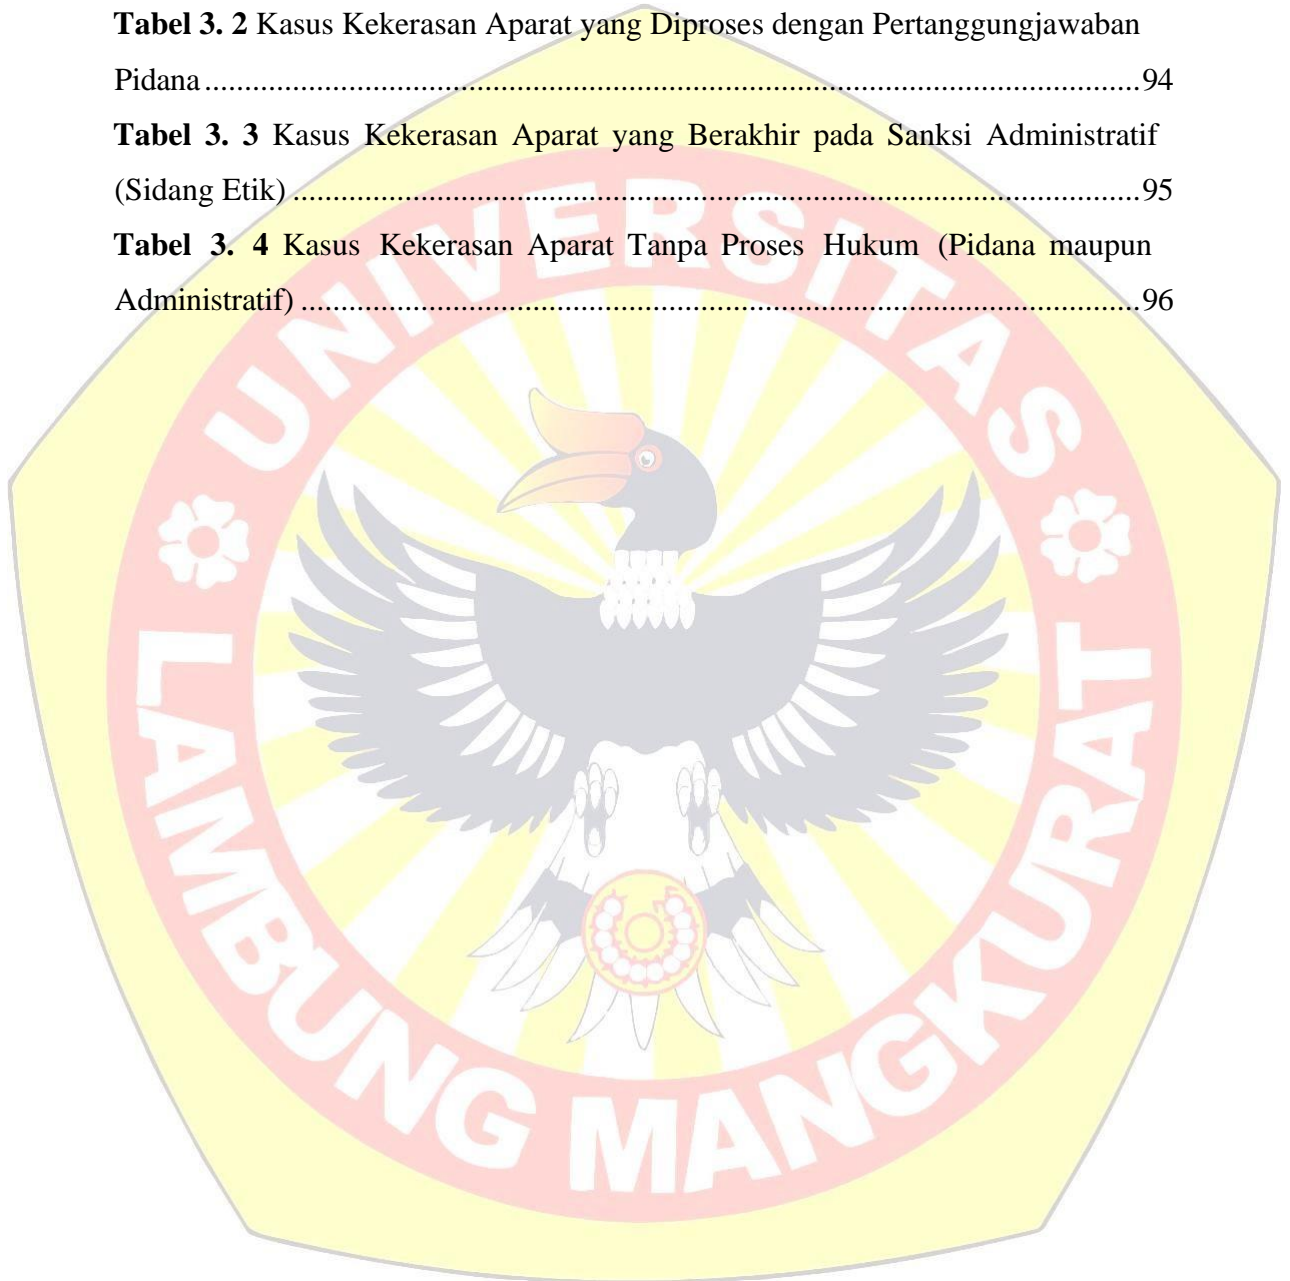 Tabel 3. 2 Kasus Kekerasan Aparat yang Diproses dengan Pertanggungjawaban
Pidana.....................................................................................................................94
Tabel 3. 3 Kasus Kekerasan Aparat yang Berakhir pada Sanksi Administratif
(Sidang Etik) ..........................................................................................................95
Tabel 3. 4 Kasus Kekerasan Aparat Tanpa Proses Hukum (Pidana maupun
Administratif) .........................................................................................................96
UNIVERSITAS
LAMBUNG MANGKURAT